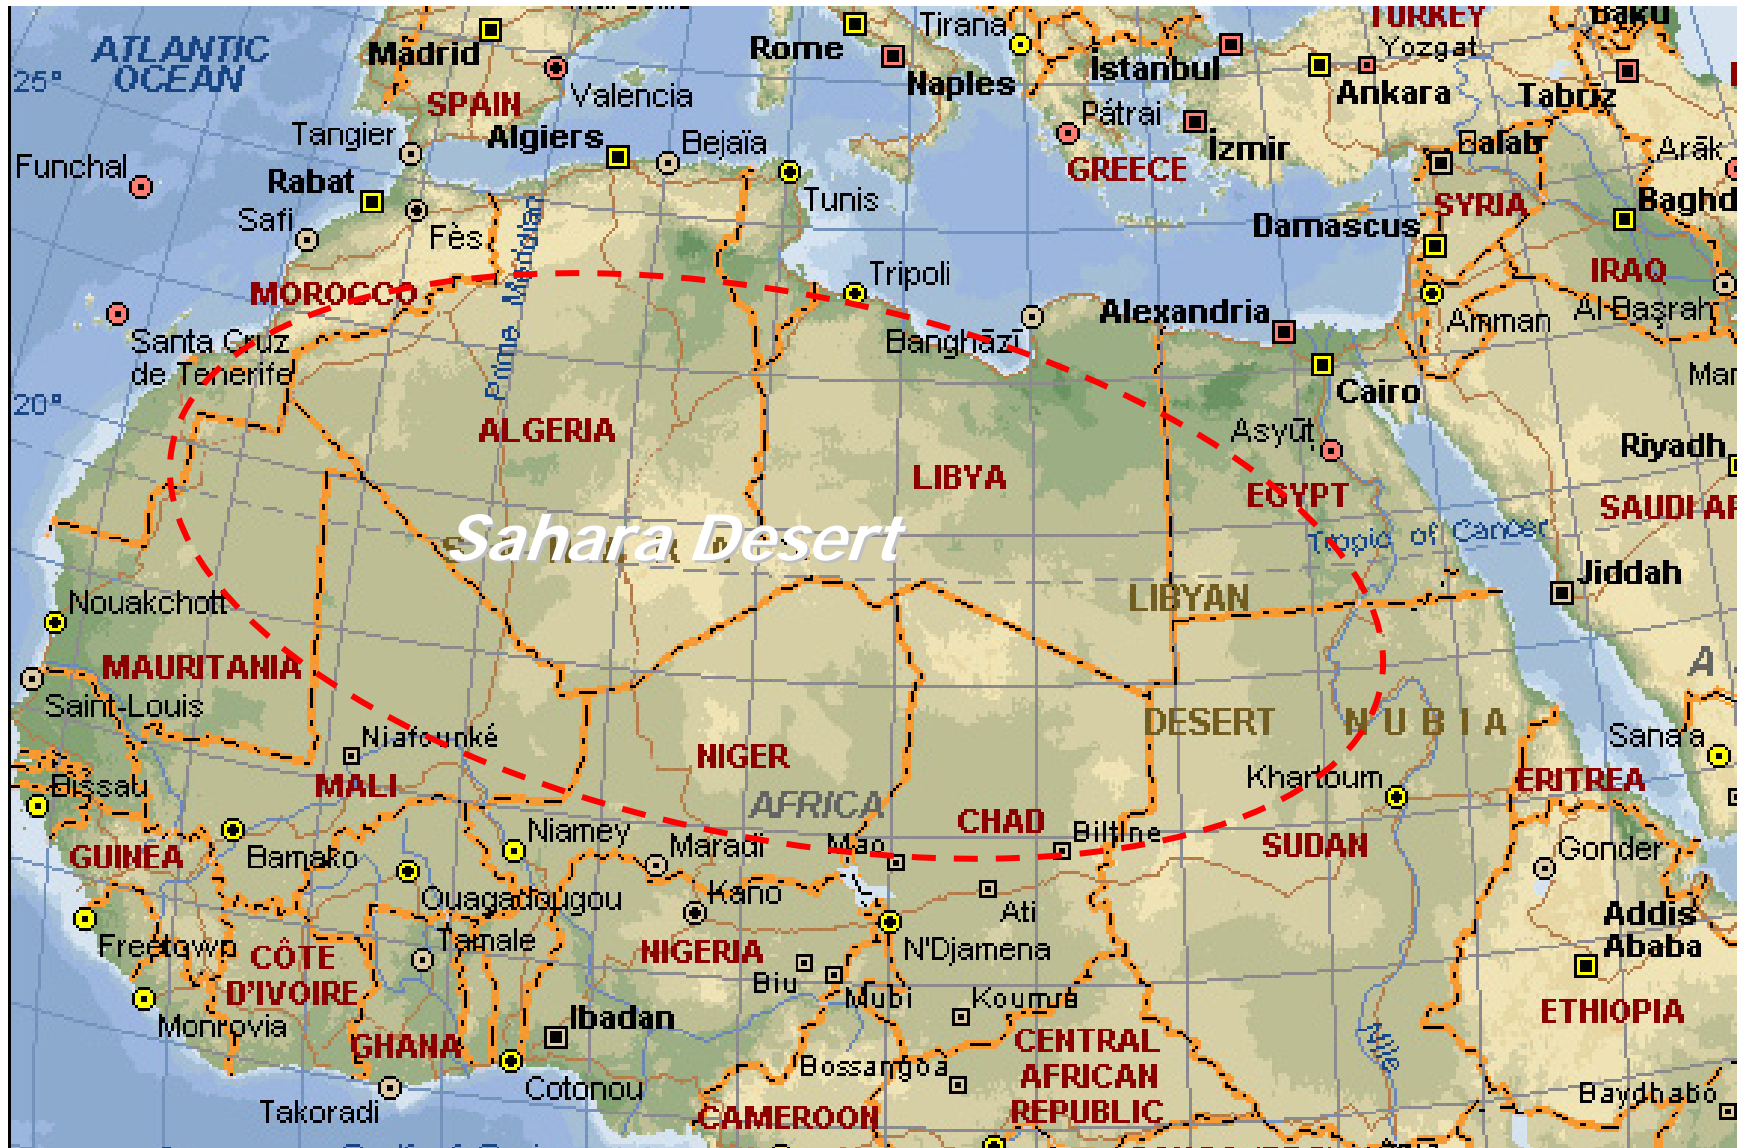 ATLANTIC
OCEAN
25°
Madrid
SPAIN
Valencia
Rome
Naples
Tirana
TURKEY
Yozgat
Baku
İstanbul
Ankara
Tabriz
Pátrai
İzmir
GREECE
Halab
Arāk
SYRIA
Baghd
Damascus
IRAQ
Al-Başrah
Amman
Tangier
Algiers
Bejaïa
Funchal
Rabat
Tunis
Safi
Fès
Prime Meridian
MOROCCO
Tripoli
Santa Cruz
de Tenerife
Banghāzī
Alexandria
Cairo
Mar
20°
ALGERIA
LIBYA
Asyūţ
EGYPT
Riyadh
SAUDI AR
Sahara Desert
Tropic of Cancer
LIBYAN
Jiddah
Nouakchott
MAURITANIA
Saint-Louis
Niafounké
MALI
NIGER
AFRICA
DESERT
NUBIA
A
Sana'a
Khartoum
ERITREA
Bissau
CHAD
Biltine
SUDAN
Gonder
Niamey
Maradi
Mao
GUINEA
Bamako
Ouagadougou
Kano
Ati
Addis
Ababa
Freetown
Tamale
CÔTE
D'IVOIRE
NIGERIA
N'Djamena
Biu
Mubi
Koumra
ETHIOPIA
Monrovia
GHANA
Ibadan
CENTRAL
AFRICAN
REPUBLIC
Nile
Bossangoa
Cotonou
Takoradi
CAMEROON
Baydhabo